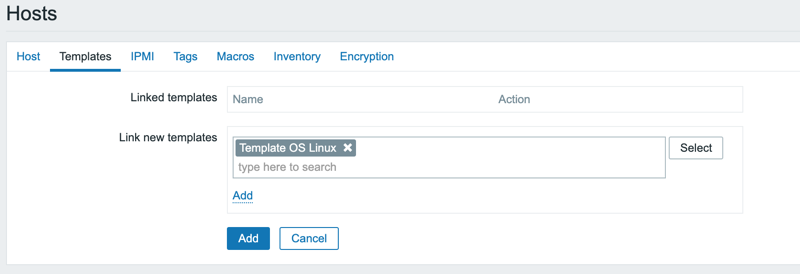 Hosts
Host Templates IPMI Tags Macros Inventory Encryption
Linked templates Name Action
Link new templates Template OS Linux ✖ Select
type here to search
Add
Add Cancel